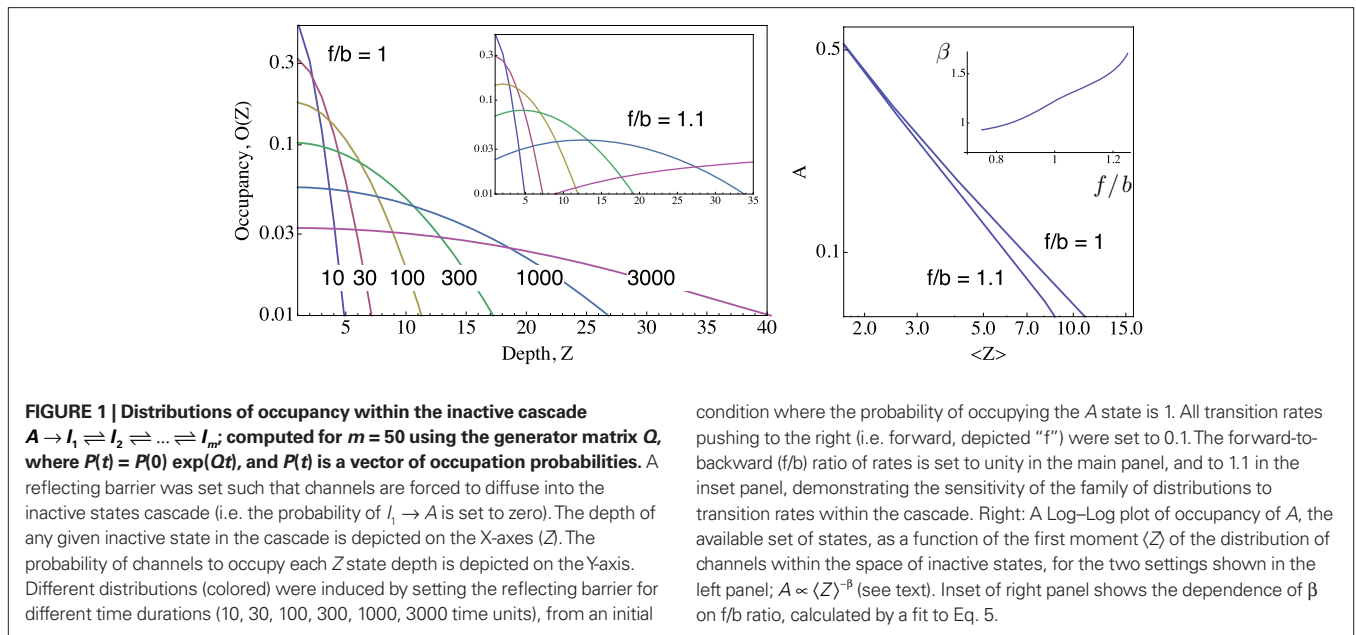 f/b = 1
0.3
0.1
0.03
0.01
Occupancy, O(Z)
10 30 100 300 1000 3000
5 10 15 20 25 30 35 40
Depth, Z
0.3
0.1
0.03
0.01
f/b = 1.1
5 10 15 20 25 30 35
0.5
0.1
A
β
1.5
1
0.8 1 1.2
f/b
f/b = 1
f/b = 1.1
2.0 3.0 5.0 7.0 10.0 15.0
<Z>
FIGURE 1 | Distributions of occupancy within the inactive cascade
A → I₁ ⇌ I₂ ⇌ ... ⇌ Iₘ; computed for m = 50 using the generator matrix Q,
where P(t) = P(0) exp(Qt), and P(t) is a vector of occupation probabilities. A
reflecting barrier was set such that channels are forced to diffuse into the
inactive states cascade (i.e. the probability of I₁ → A is set to zero). The depth of
any given inactive state in the cascade is depicted on the X-axes (Z). The
probability of channels to occupy each Z state depth is depicted on the Y-axis.
Different distributions (colored) were induced by setting the reflecting barrier for
different time durations (10, 30, 100, 300, 1000, 3000 time units), from an initial
condition where the probability of occupying the A state is 1. All transition rates
pushing to the right (i.e. forward, depicted “f”) were set to 0.1. The forward-to-
backward (f/b) ratio of rates is set to unity in the main panel, and to 1.1 in the
inset panel, demonstrating the sensitivity of the family of distributions to
transition rates within the cascade. Right: A Log–Log plot of occupancy of A, the
available set of states, as a function of the first moment ⟨Z⟩ of the distribution of
channels within the space of inactive states, for the two settings shown in the
left panel; A ∝ ⟨Z⟩⁻ᵝ (see text). Inset of right panel shows the dependence of β
on f/b ratio, calculated by a fit to Eq. 5.